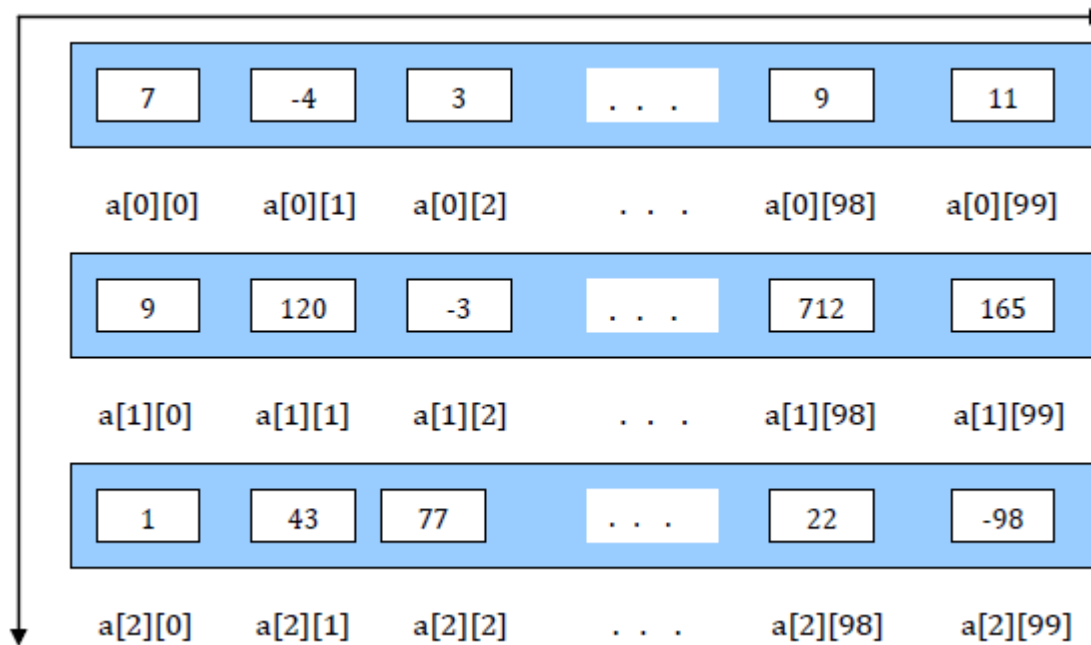 7 -4 3 . . . 9 11
a[0][0] a[0][1] a[0][2] . . . a[0][98] a[0][99]
9 120 -3 . . . 712 165
a[1][0] a[1][1] a[1][2] . . . a[1][98] a[1][99]
1 43 77 . . . 22 -98
a[2][0] a[2][1] a[2][2] . . . a[2][98] a[2][99]